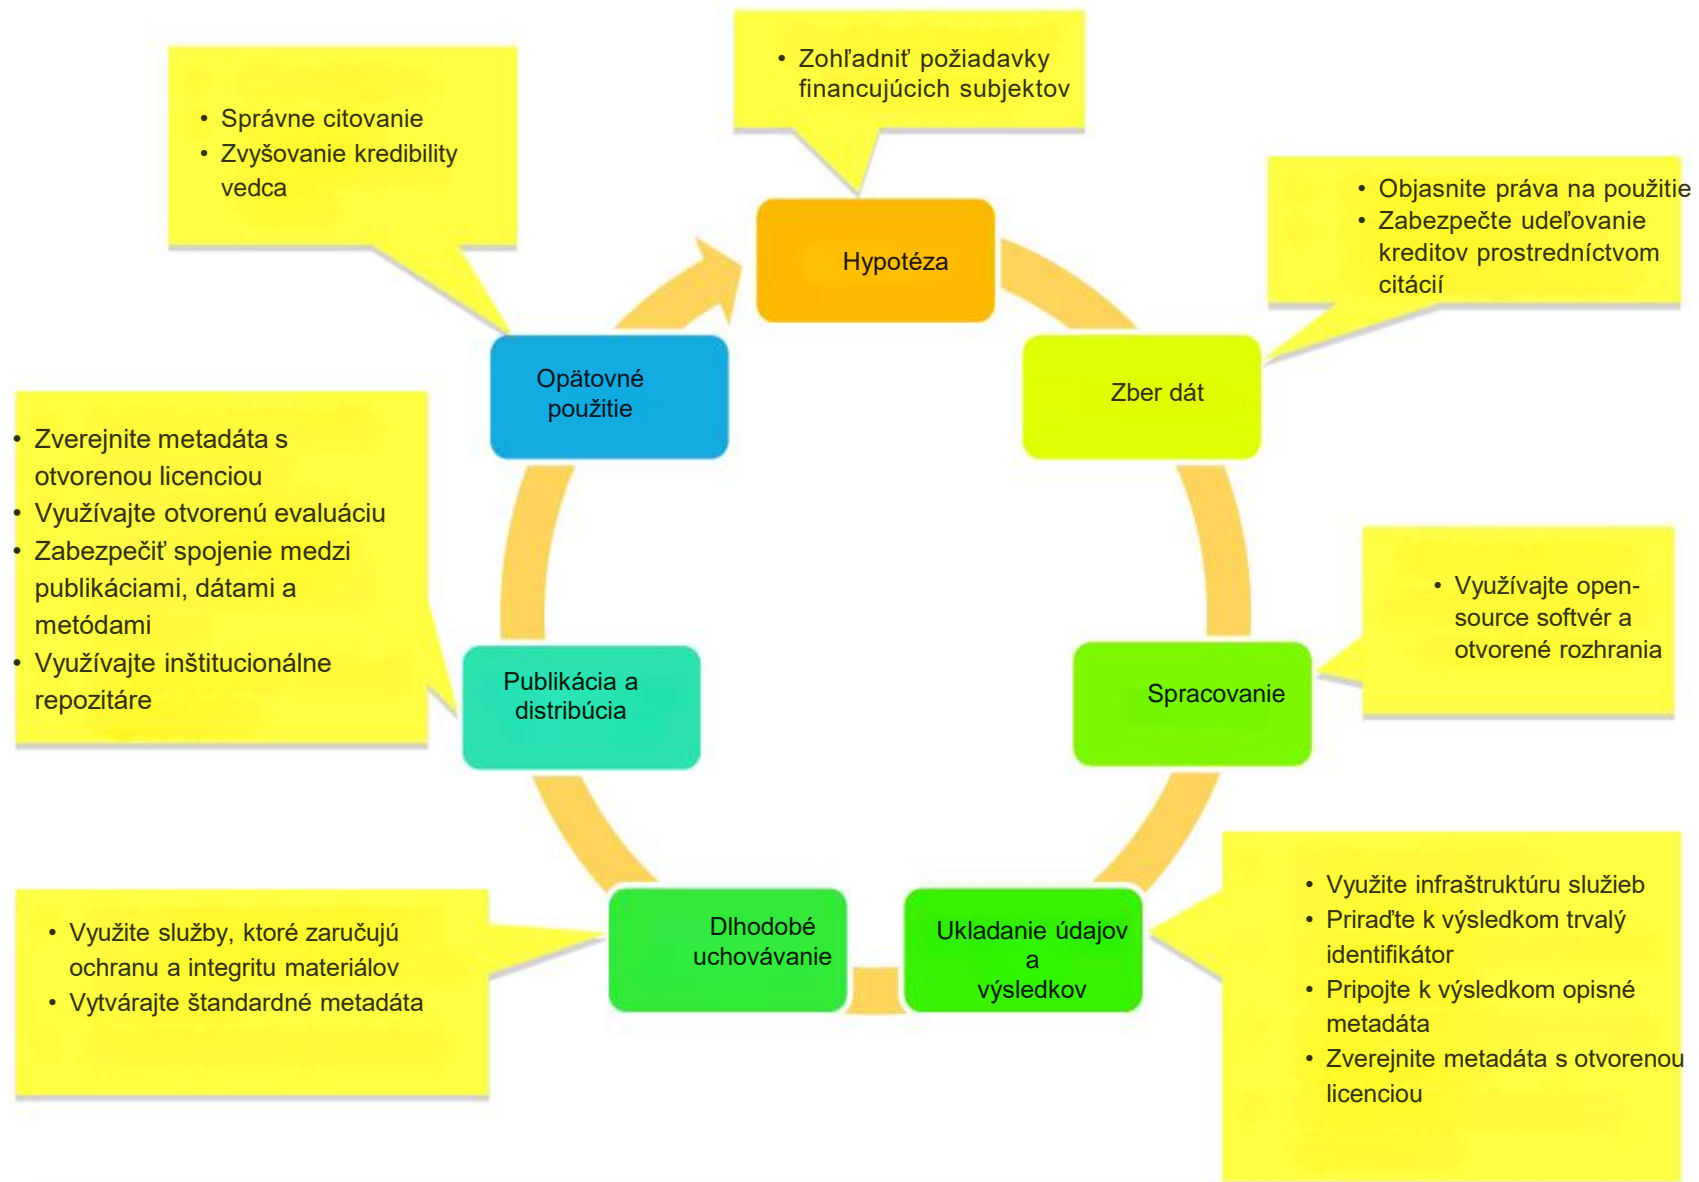 • Zohľadniť požiadavky
financujúcich subjektov
• Správne citovanie
• Zvyšovanie kredibility
vedca
• Objasnite práva na použitie
• Zabezpečte udeľovanie
kreditov prostredníctvom
citácií
Hypotéza
Opätovné
použitie
Zber dát
• Zverejnite metadáta s
otvorenou licenciou
• Využívajte otvorenú evaluáciu
• Zabezpečiť spojenie medzi
publikáciami, dátami a
metódami
• Využívajte inštitucionálne
repozitáre
• Využívajte open-
source softvér a
otvorené rozhrania
Publikácia a
distribúcia
Spracovanie
• Využite služby, ktoré zaručujú
ochranu a integritu materiálov
• Vytvárajte štandardné metadáta
Dlhodobé
uchovávanie
Ukladanie údajov
a
výsledkov
• Využite infraštruktúru služieb
• Priraďte k výsledkom trvalý
identifikátor
• Pripojte k výsledkom opisné
metadáta
• Zverejnite metadáta s otvorenou
licenciou